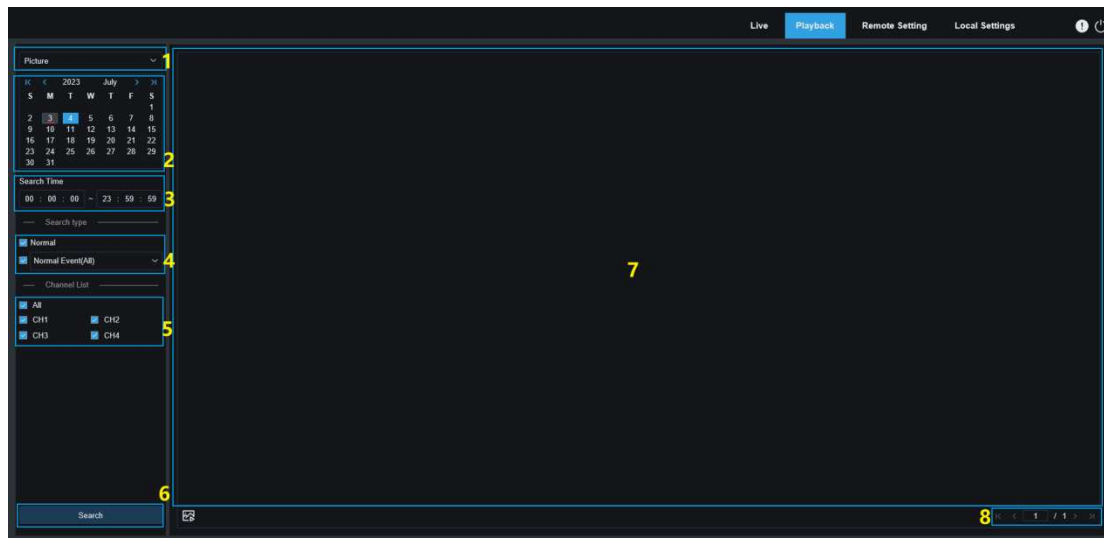 Live Playback Remote Setting Local Settings
Picture 1
2023 July
S M T W T F S
1
2 3 4 5 6 7 8
9 10 11 12 13 14 15
16 17 18 19 20 21 22
23 24 25 26 27 28 29
30 31
2
Search Time
00 : 00 : 00 ~ 23 : 59 : 59 3
Search type
Normal
Normal Event(All) 4
Channel List
All
CH1 CH2
CH3 CH4
5
6
7
Search
8 1 / 1